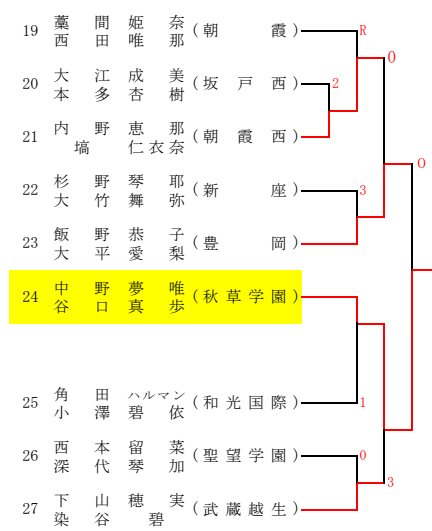 藁間姫奈
19 (朝霞) R
西田唯那
0
大江成美
20 (坂戸西) 2
本多杏樹
内野恵那
21 (朝霞西)
塙仁衣奈
0
杉野琴耶
22 (新座) 3
大竹舞弥
飯野恭子
23 (豊岡)
大平愛梨
中野夢唯
24 (秋草学園)
谷口真歩
角田ハルマン
25 (和光国際) 1
小澤碧依
西本留菜
26 (聖望学園) 0
深代琴加
3
下山穂実
27 (武蔵越生)
染谷碧